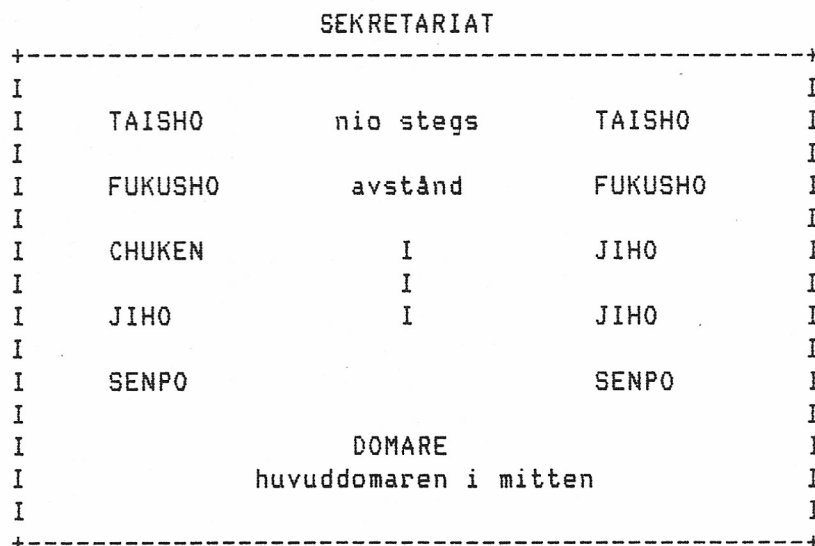 SEKRETARIAT
+------------------------------------------------+
I I
I TAISHO nio stegs TAISHO I
I I
I FUKUSHO avstånd FUKUSHO I
I I
I CHUKEN I JIHO I
I I I
I JIHO I JIHO I
I I
I SENPO SENPO I
I I
I DOMARE I
I huvuddomaren i mitten I
I I
+------------------------------------------------+